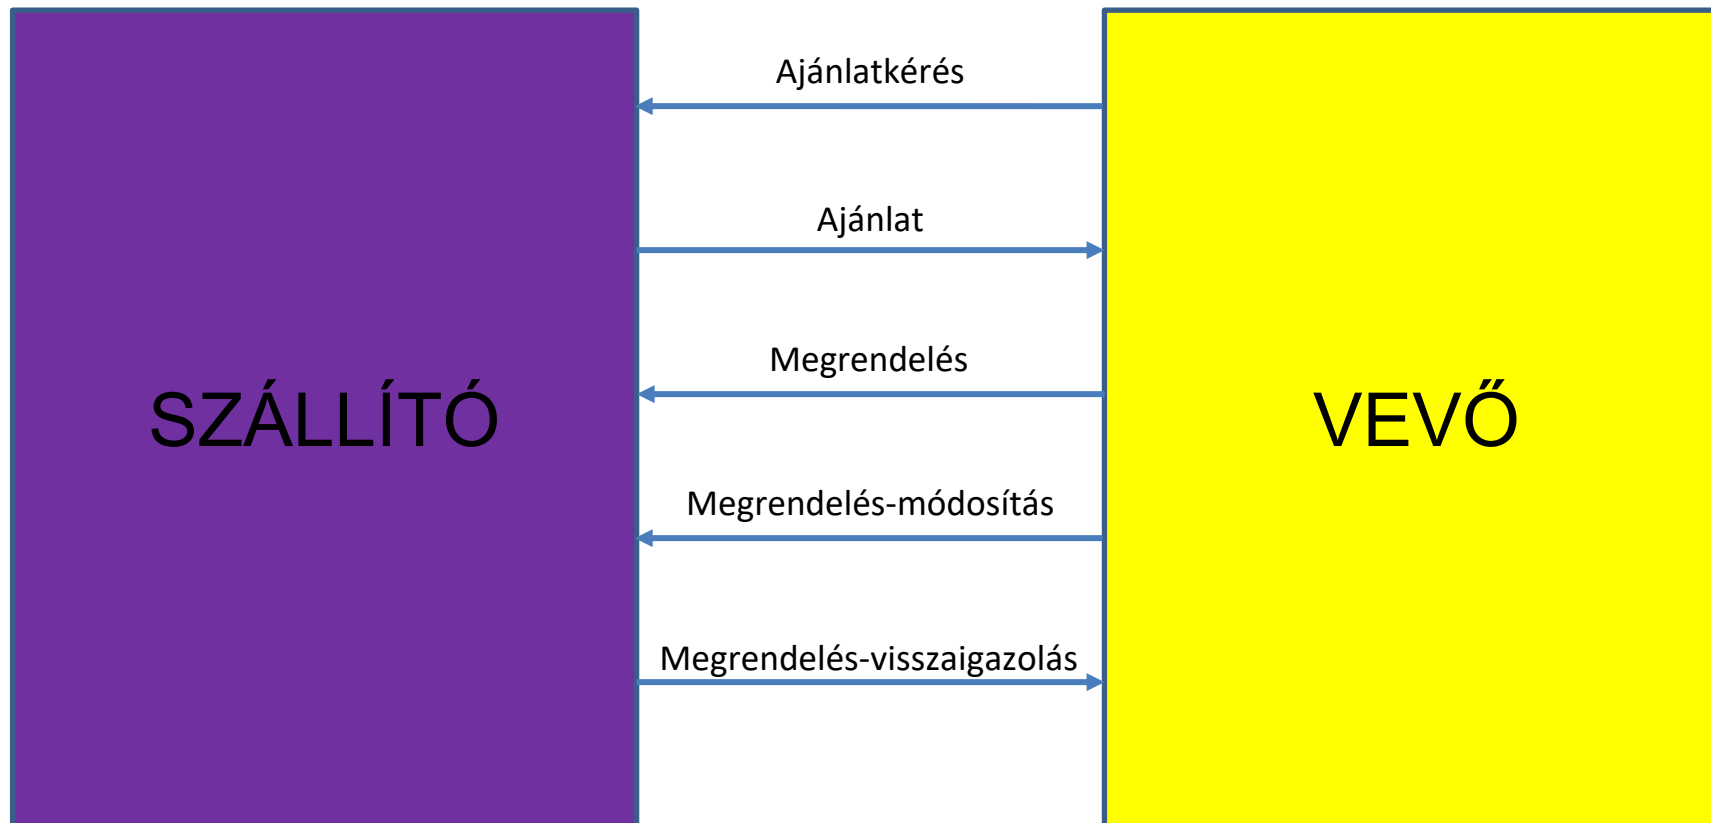 Ajánlatkérés
Ajánlat
Megrendelés
SZÁLLÍTÓ
VEVŐ
Megrendelés-módosítás
Megrendelés-visszaigazolás